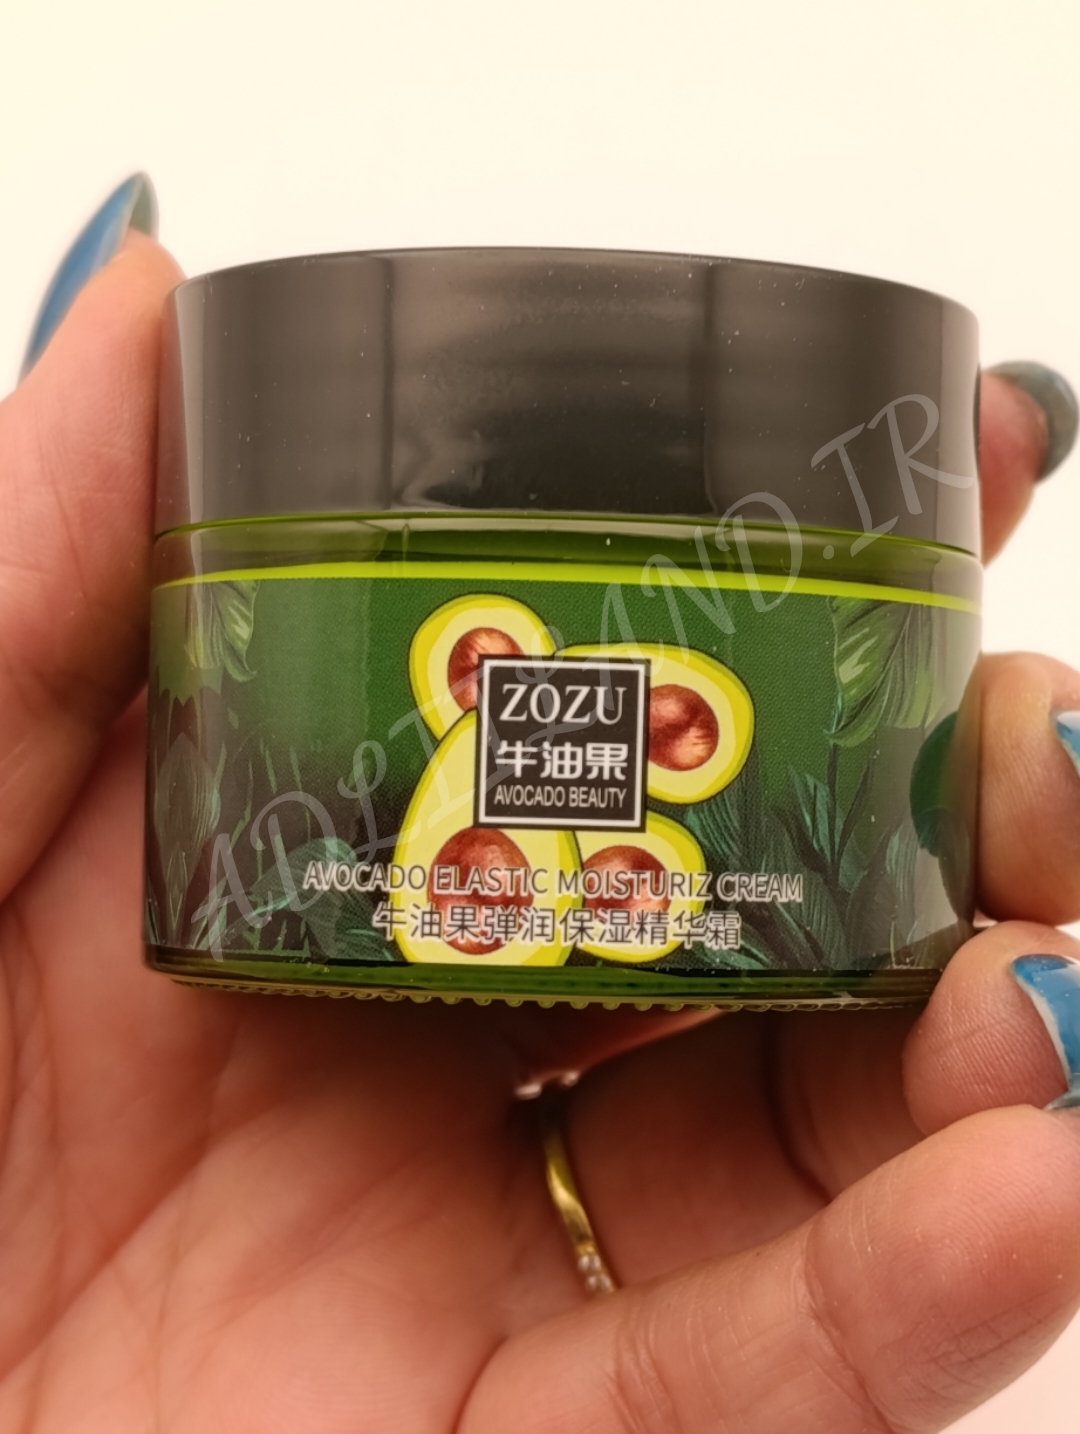 ZOZU
牛油果
AVOCADO BEAUTY
AVOCADO ELASTIC MOISTURIZ CREAM
牛油果弹润保湿精华霜
ADLIILAND.IR